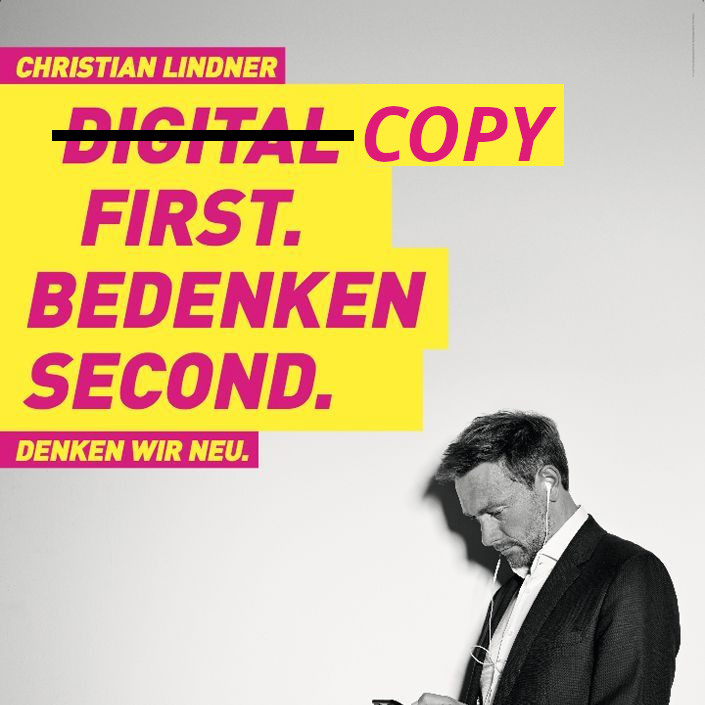 CHRISTIAN LINDNER
DIGITAL COPY
FIRST.
BEDENKEN
SECOND.
DENKEN WIR NEU.